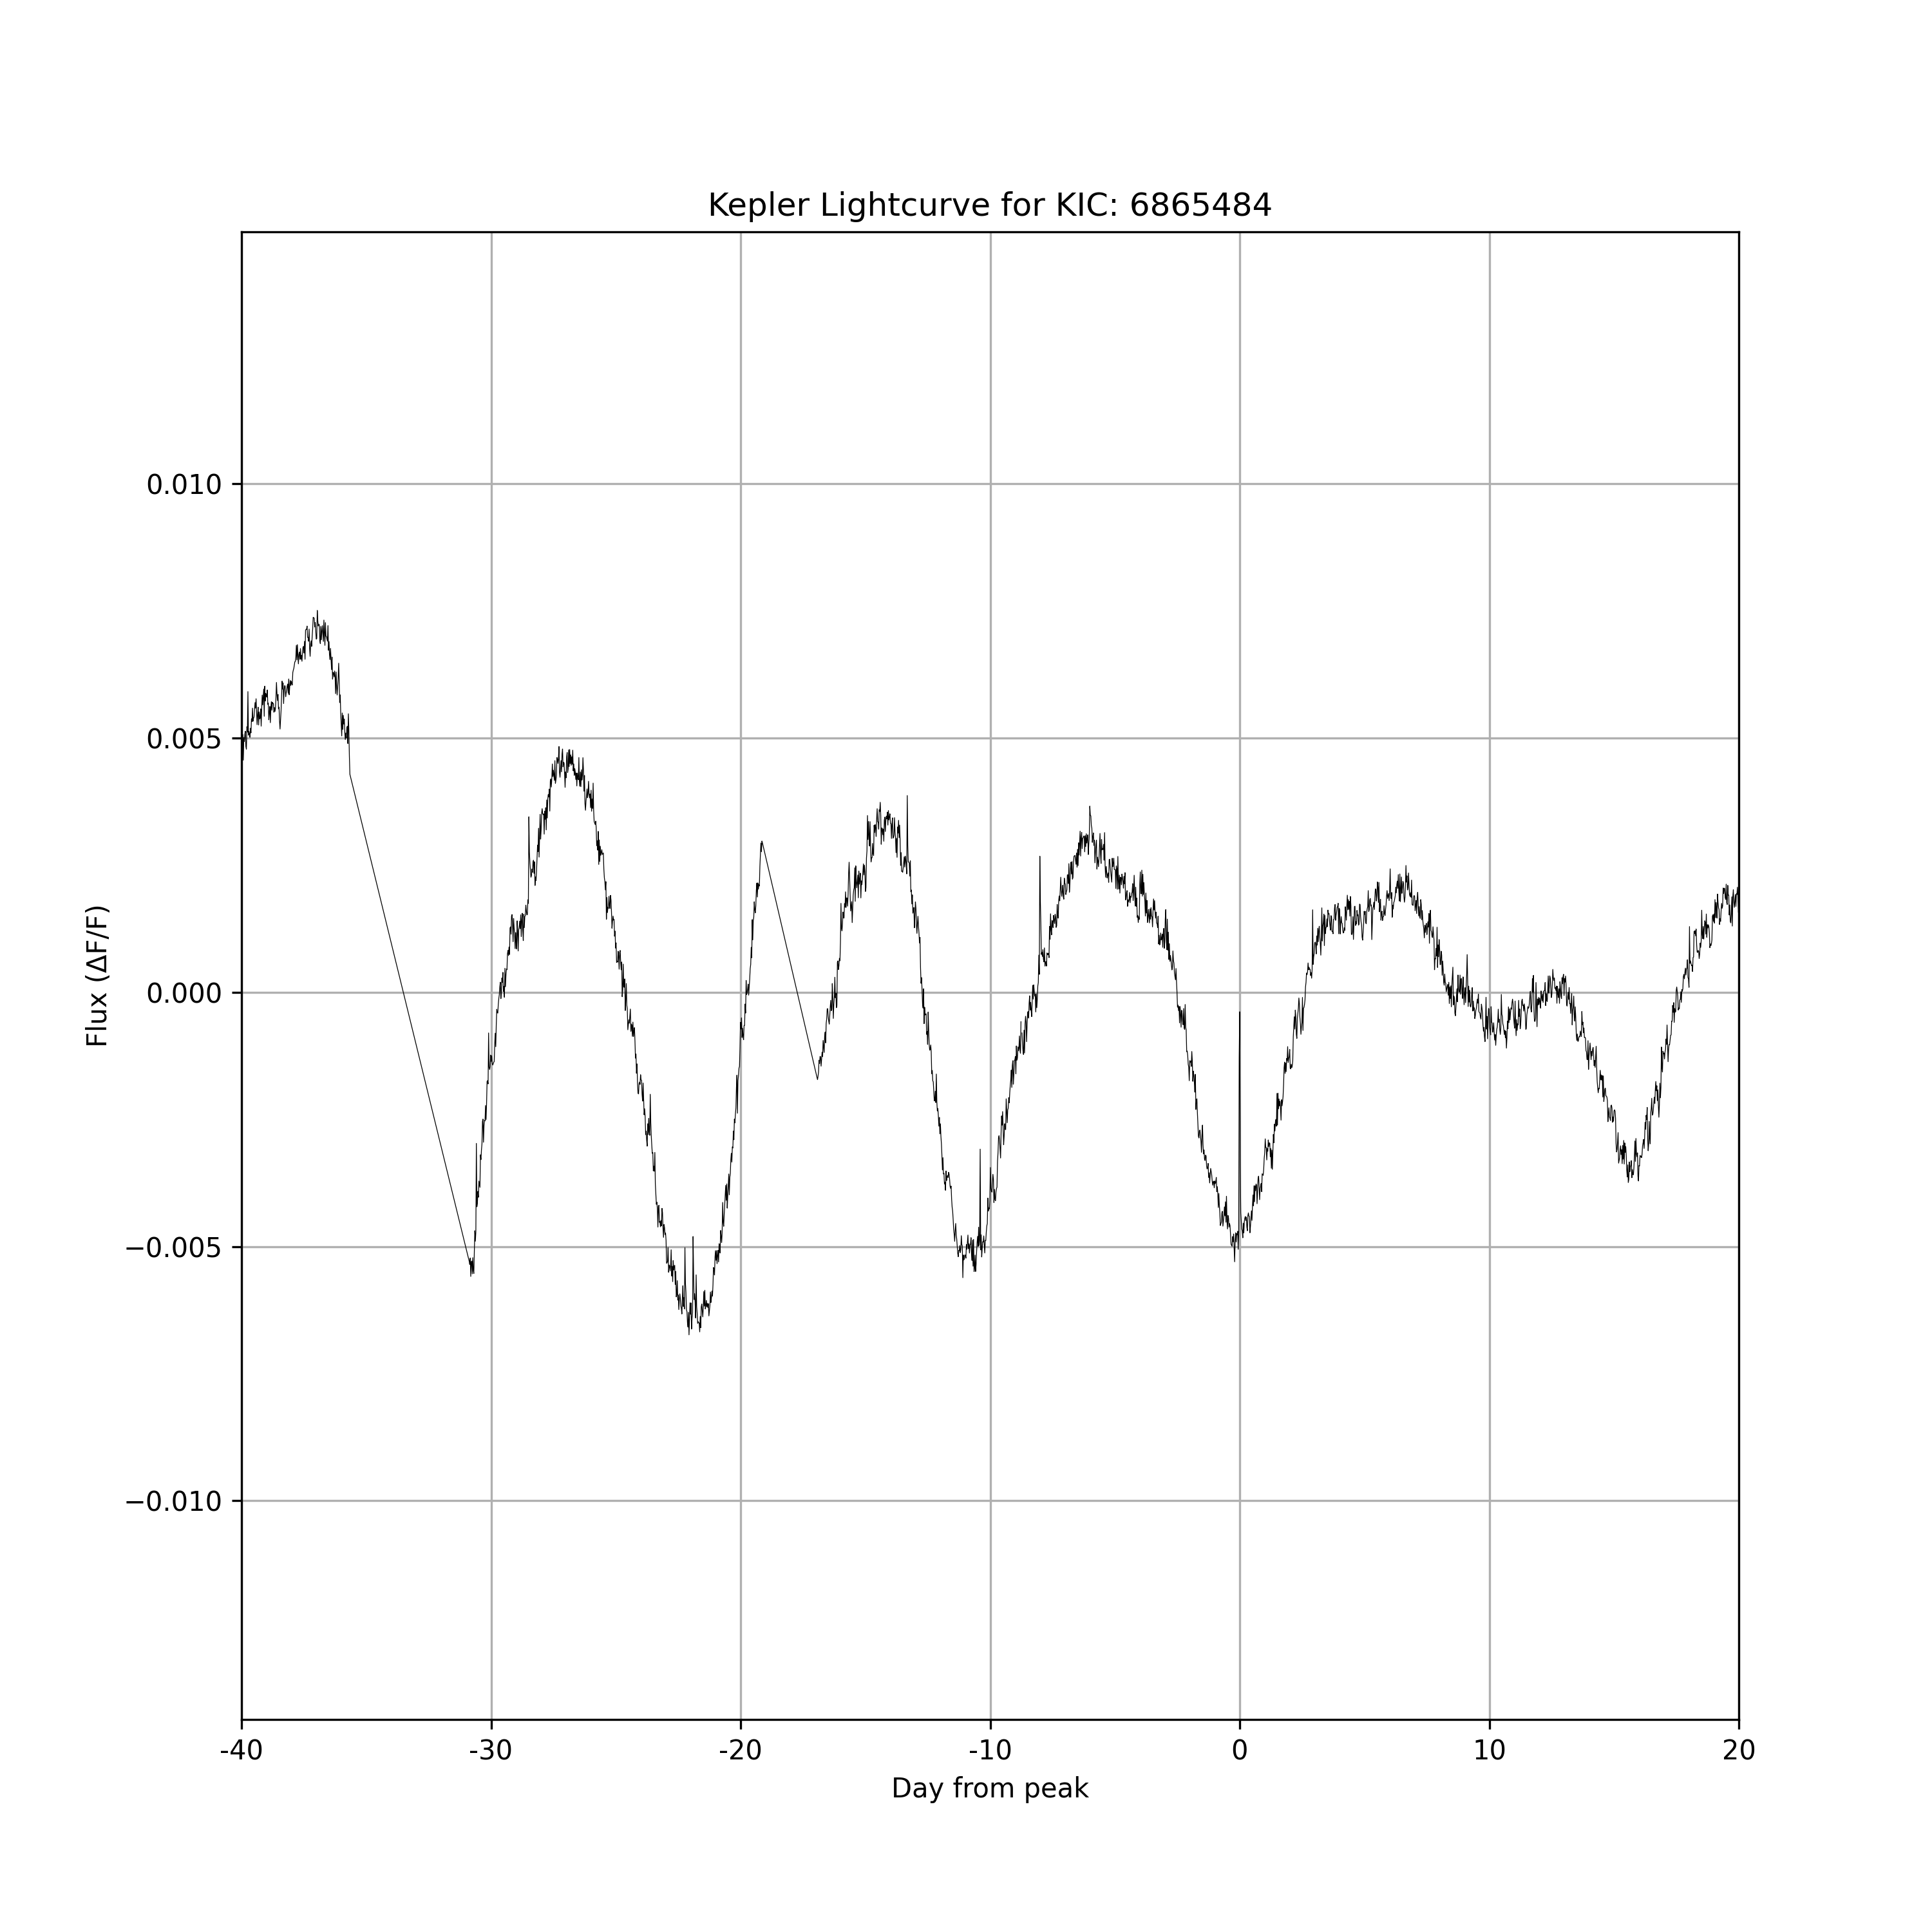 Kepler Lightcurve for KIC: 6865484
Flux (ΔF/F)
0.010
0.005
0.000
−0.005
−0.010
-40 -30 -20 -10 0 10 20
Day from peak